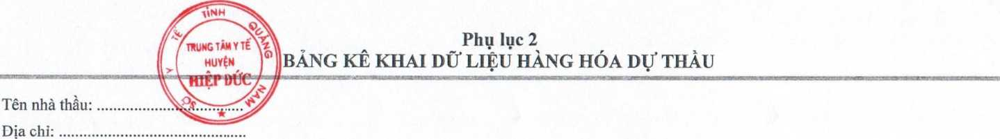 SỞ Y TẾ TỈNH QUẢNG NAM
TRUNG TÂM Y TẾ
HUYỆN
HIỆP ĐỨC
Phụ lục 2
BẢNG KÊ KHAI DỮ LIỆU HÀNG HÓA DỰ THẦU
Tên nhà thầu: ......................................
Địa chỉ: ..............................................